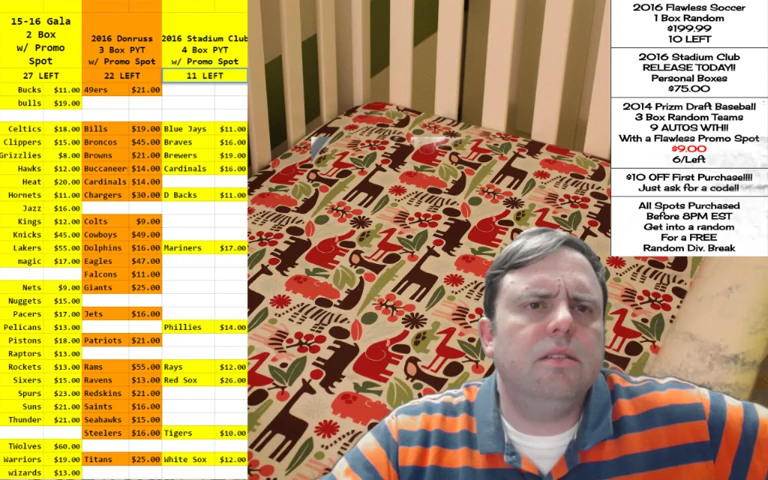 15-16 Gala
2 Box
w/ Promo
Spot
27 LEFT
Bucks $11.00
bulls $19.00
Celtics $18.00
Clippers $15.00
Grizzlies $8.00
Hawks $12.00
Heat $20.00
Hornets $11.00
Jazz $16.00
Kings $12.00
Knicks $45.00
Lakers $55.00
magic $17.00
Nets $9.00
Nuggets $15.00
Pacers $17.00
Pelicans $13.00
Pistons $18.00
Raptors $13.00
Rockets $13.00
Sixers $15.00
Spurs $23.00
Suns $21.00
Thunder $21.00
TWolves $60.00
Warriors $19.00
wizards $13.00
2016 Donruss
3 Box PYT
w/ Promo Spot
22 LEFT
49ers $21.00
Bills $19.00
Broncos $45.00
Browns $21.00
Buccaneer $14.00
Cardinals $14.00
Chargers $30.00
Colts $9.00
Cowboys $49.00
Dolphins $16.00
Eagles $47.00
Falcons $11.00
Giants $25.00
Jets $16.00
Patriots $21.00
Rams $55.00
Ravens $13.00
Redskins $21.00
Saints $16.00
Seahawks $15.00
Steelers $16.00
Titans $25.00
2016 Stadium Club
4 Box PYT
w/ Promo Spot
11 LEFT
Blue Jays $11.00
Braves $16.00
Brewers $19.00
Cardinals $16.00
D Backs $11.00
Mariners $17.00
Phillies $14.00
Rays $12.00
Red Sox $26.00
Tigers $10.00
White Sox $12.00
2016 Flawless Soccer
1 Box Random
$199.99
10 LEFT
2016 Stadium Club
RELEASE TODAY!!
Personal Boxes
$75.00
2014 Prizm Draft Baseball
3 Box Random Teams
9 AUTOS WTH!!
With a Flawless Promo Spot
$9.00
6/Left
$10 OFF First Purchase!!!!
Just ask for a code!!
All Spots Purchased
Before 8PM EST
Get into a random
For a FREE
Random Div. Break